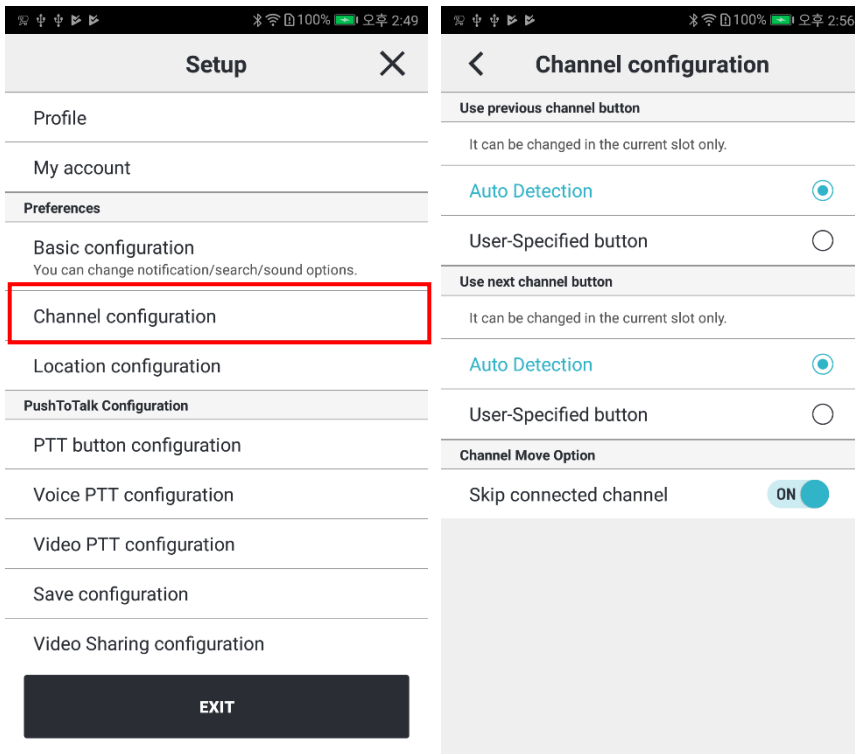 100% 오후 2:49
Setup
Profile
My account
Preferences
Basic configuration
You can change notification/search/sound options.
Channel configuration
Location configuration
PushToTalk Configuration
PTT button configuration
Voice PTT configuration
Video PTT configuration
Save configuration
Video Sharing configuration
EXIT
100% 오후 2:56
Channel configuration
Use previous channel button
It can be changed in the current slot only.
Auto Detection
User-Specified button
Use next channel button
It can be changed in the current slot only.
Auto Detection
User-Specified button
Channel Move Option
Skip connected channel ON